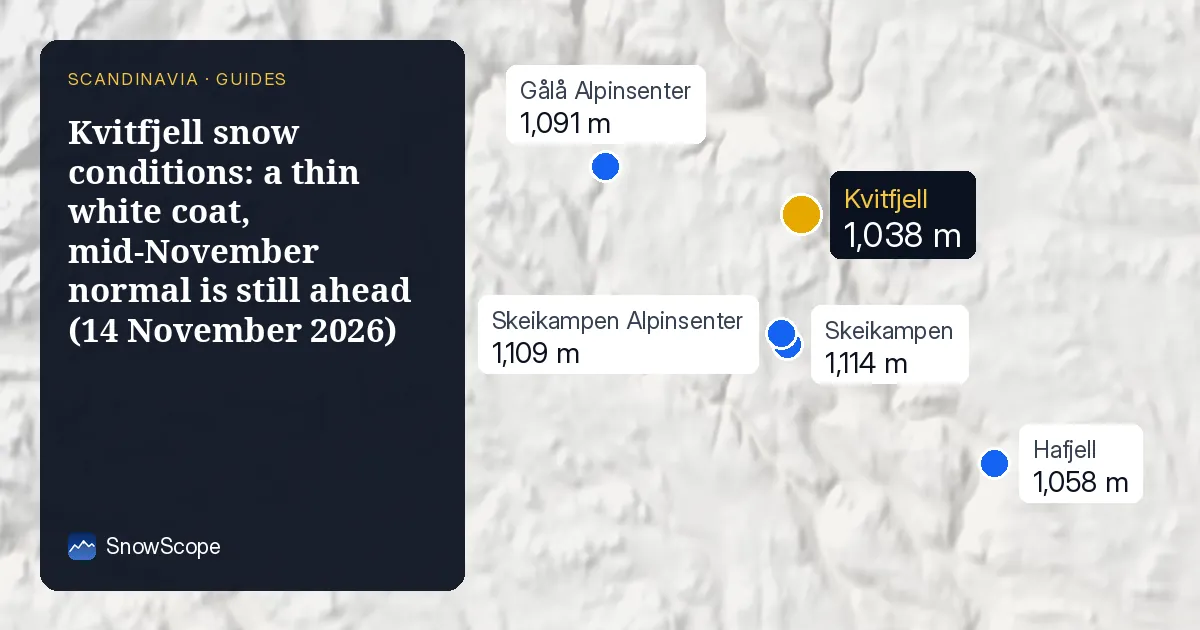 SCANDINAVIA · GUIDES
Kvitfjell snow
conditions: a thin
white coat,
mid-November
normal is still ahead
(14 November 2026)
SnowScope
Gålå Alpinsenter
1,091 m
Kvitfjell
1,038 m
Skeikampen Alpinsenter
1,109 m
Skeikampen
1,114 m
Hafjell
1,058 m